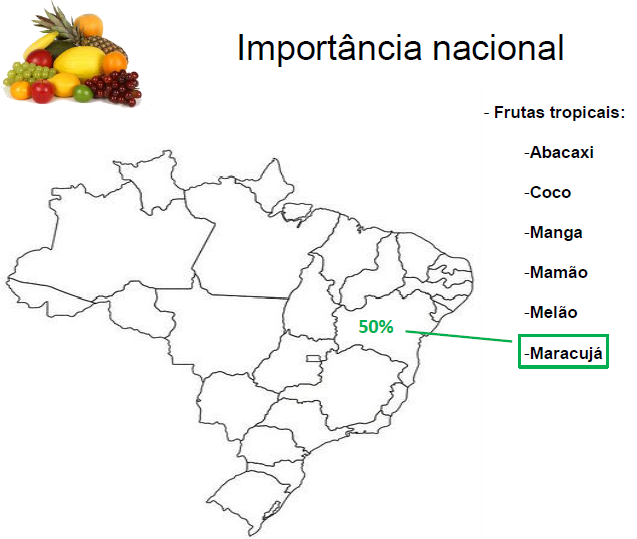 Importância nacional
- Frutas tropicais:
-Abacaxi
-Coco
-Manga
-Mamão
-Melão
50%
-Maracujá